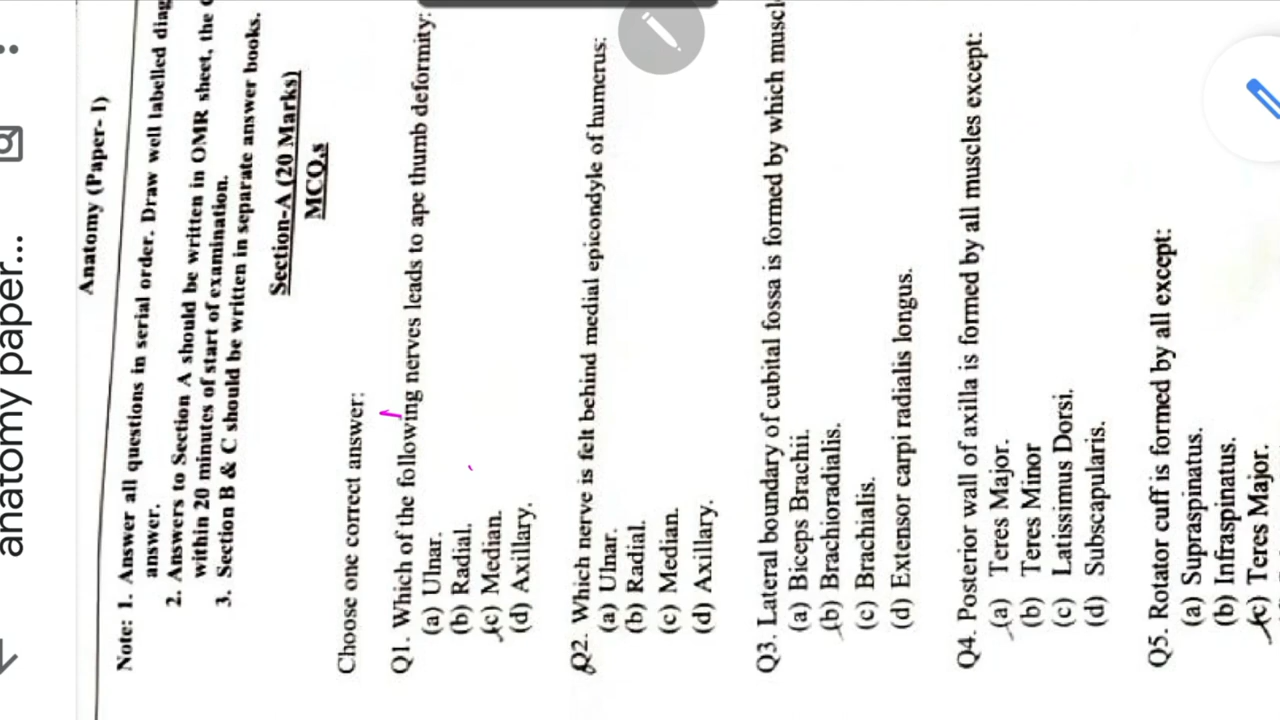 anatomy paper...
Anatomy (Paper- I)
Note: 1. Answer all questions in serial order. Draw well labelled diag
answer.
2. Answers to Section A should be written in OMR sheet, the
within 20 minutes of start of examination.
3. Section B & C should be written in separate answer books.
Section-A (20 Marks)
MCQ.s
Choose one correct answer:
Q1. Which of the following nerves leads to ape thumb deformity:
(a) Ulnar.
(b) Radial.
(c) Median.
(d) Axillary.
Q2. Which nerve is felt behind medial epicondyle of humerus:
(a) Ulnar.
(b) Radial.
(c) Median.
(d) Axillary.
Q3. Lateral boundary of cubital fossa is formed by which muscl
(a) Biceps Brachii.
(b) Brachioradialis.
(c) Brachialis.
(d) Extensor carpi radialis longus.
Q4. Posterior wall of axilla is formed by all muscles except:
(a) Teres Major.
(b) Teres Minor
(c) Latissimus Dorsi.
(d) Subscapularis.
Q5. Rotator cuff is formed by all except:
(a) Supraspinatus.
(b) Infraspinatus.
(c) Teres Major.